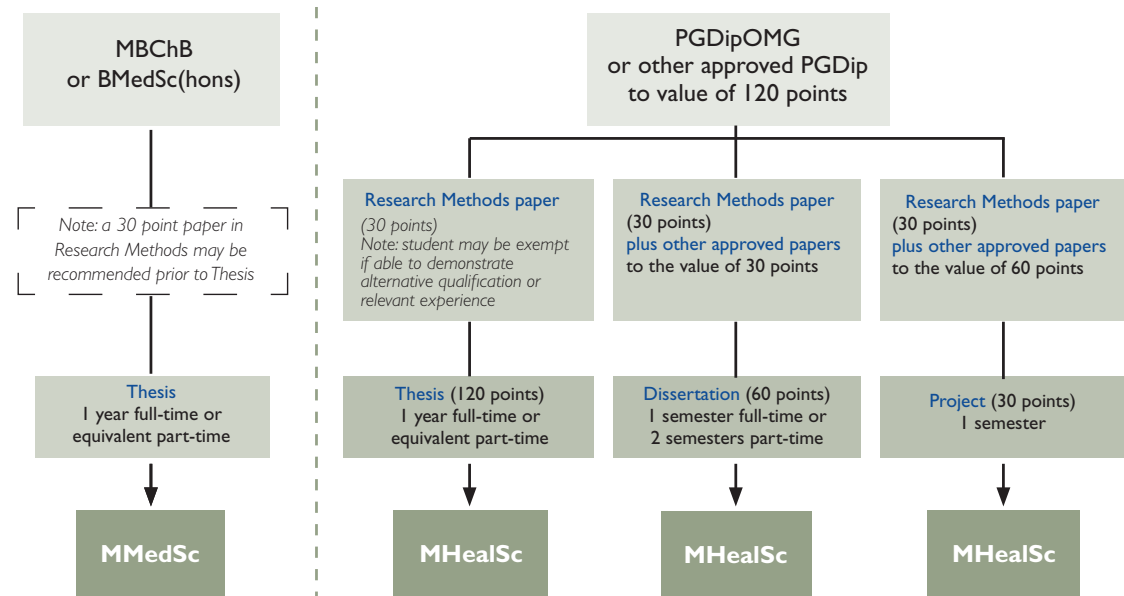 MBChB
or BMedSc(hons)
Note: a 30 point paper in
Research Methods may be
recommended prior to Thesis
Thesis
1 year full-time or
equivalent part-time
MMedSc
PGDipOMG
or other approved PGDip
to value of 120 points
Research Methods paper
(30 points)
Note: student may be exempt
if able to demonstrate
alternative qualification or
relevant experience
Thesis (120 points)
1 year full-time or
equivalent part-time
MHealSc
Research Methods paper
(30 points)
plus other approved papers
to the value of 30 points
Dissertation (60 points)
1 semester full-time or
2 semesters part-time
MHealSc
Research Methods paper
(30 points)
plus other approved papers
to the value of 60 points
Project (30 points)
1 semester
MHealSc